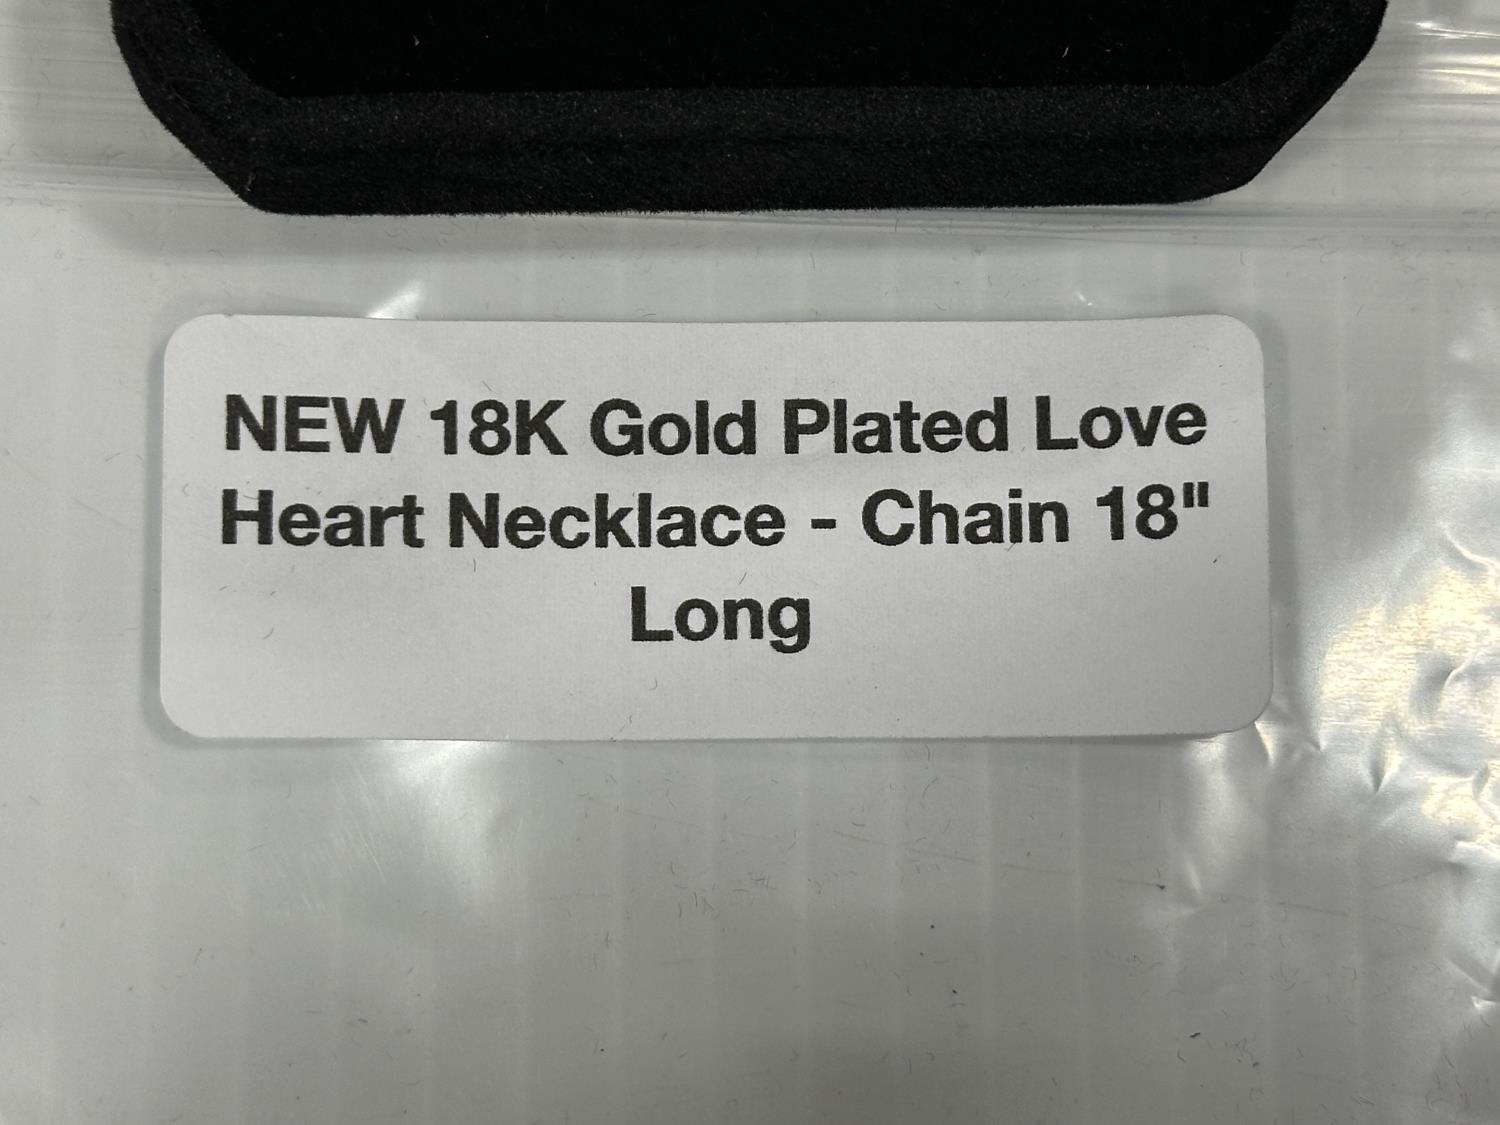 NEW 18K Gold Plated Love
Heart Necklace - Chain 18"
Long